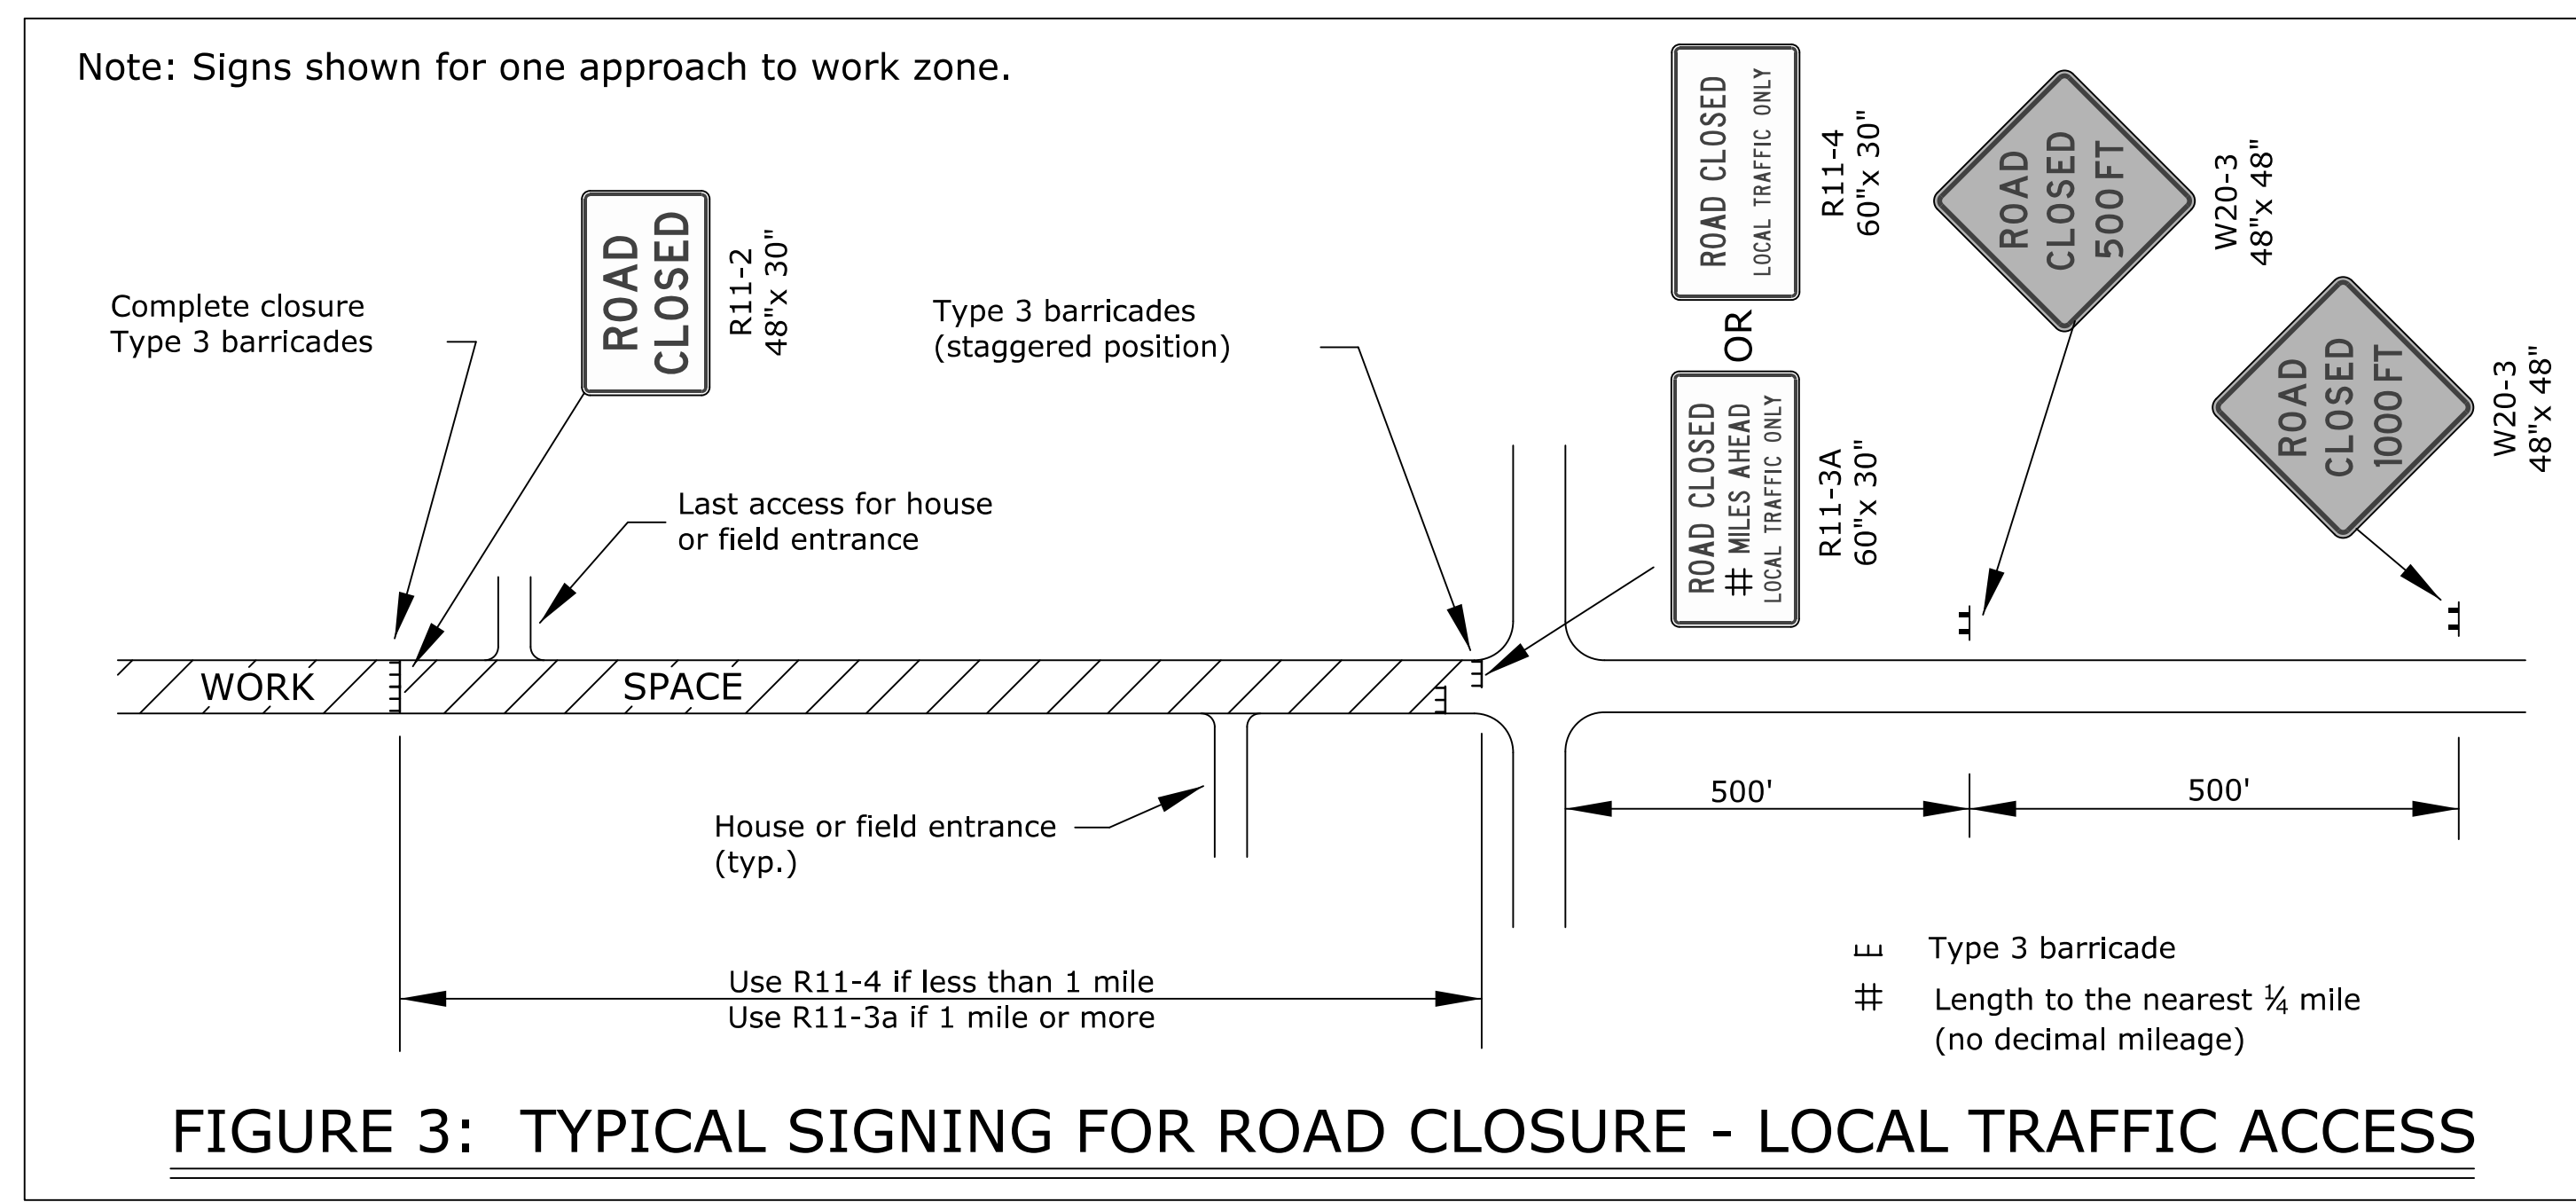 Note: Signs shown for one approach to work zone.
Complete closure
Type 3 barricades
ROAD
CLOSED
R11-2
48"x 30"
Type 3 barricades
(staggered position)
ROAD CLOSED
LOCAL TRAFFIC ONLY
R11-4
60"x 30"
OR
ROAD CLOSED
# MILES AHEAD
LOCAL TRAFFIC ONLY
R11-3A
60"x 30"
ROAD
CLOSED
500FT
W20-3
48"x 48"
ROAD
CLOSED
1000FT
W20-3
48"x 48"
Last access for house
or field entrance
WORK
SPACE
House or field entrance
(typ.)
500'
500'
Use R11-4 if less than 1 mile
Use R11-3a if 1 mile or more
Type 3 barricade
# Length to the nearest ¼ mile
(no decimal mileage)
FIGURE 3: TYPICAL SIGNING FOR ROAD CLOSURE - LOCAL TRAFFIC ACCESS